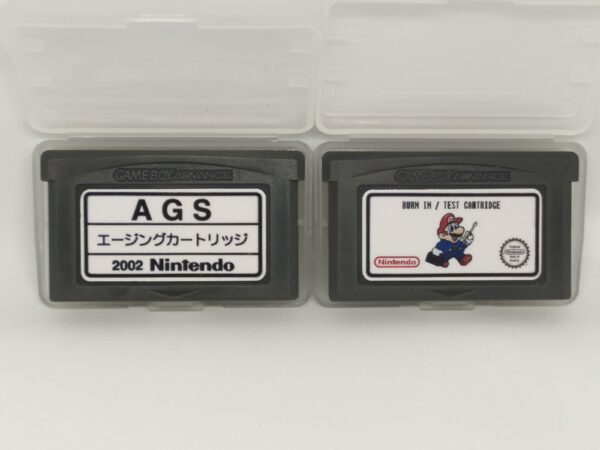 GAME BOY ADVANCE
AGS
エージングカートリッジ
2002 Nintendo
GAME BOY ADVANCE
BURN IN / TEST CARTRIDGE
Nintendo
Nintendo